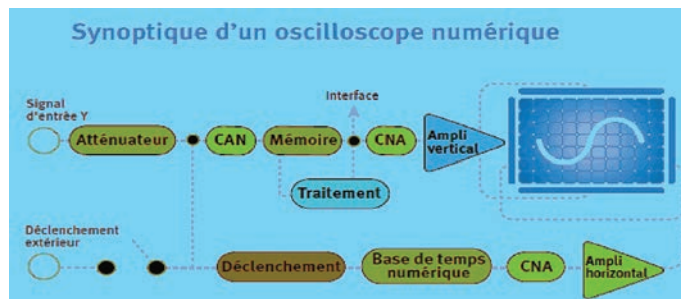 Synoptique d'un oscilloscope numérique
Signal
d'entrée Y
Interface
Atténuateur
CAN
Mémoire
CNA
Ampli
vertical
Traitement
Déclenchement
extérieur
Déclenchement
Base de temps
numérique
CNA
Ampli
horizontal